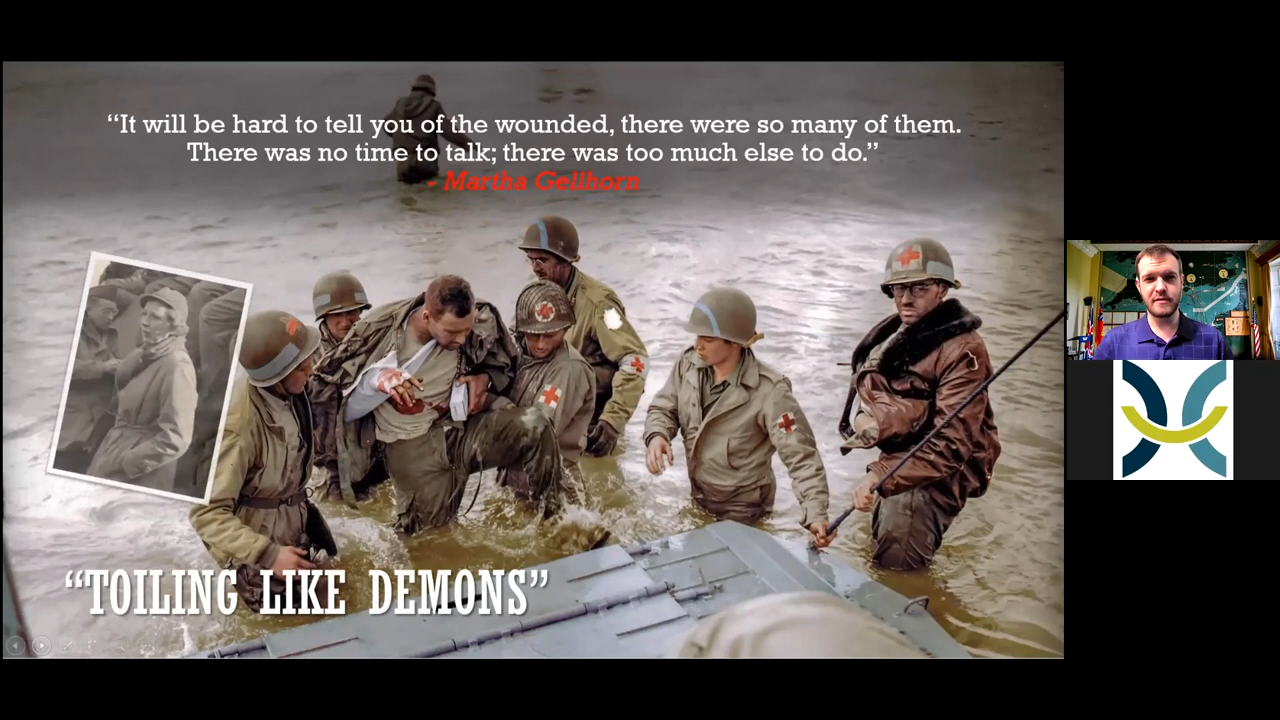 “It will be hard to tell you of the wounded, there were so many of them.
There was no time to talk; there was too much else to do.”
- Martha Gellhorn
“TOILING LIKE DEMONS”